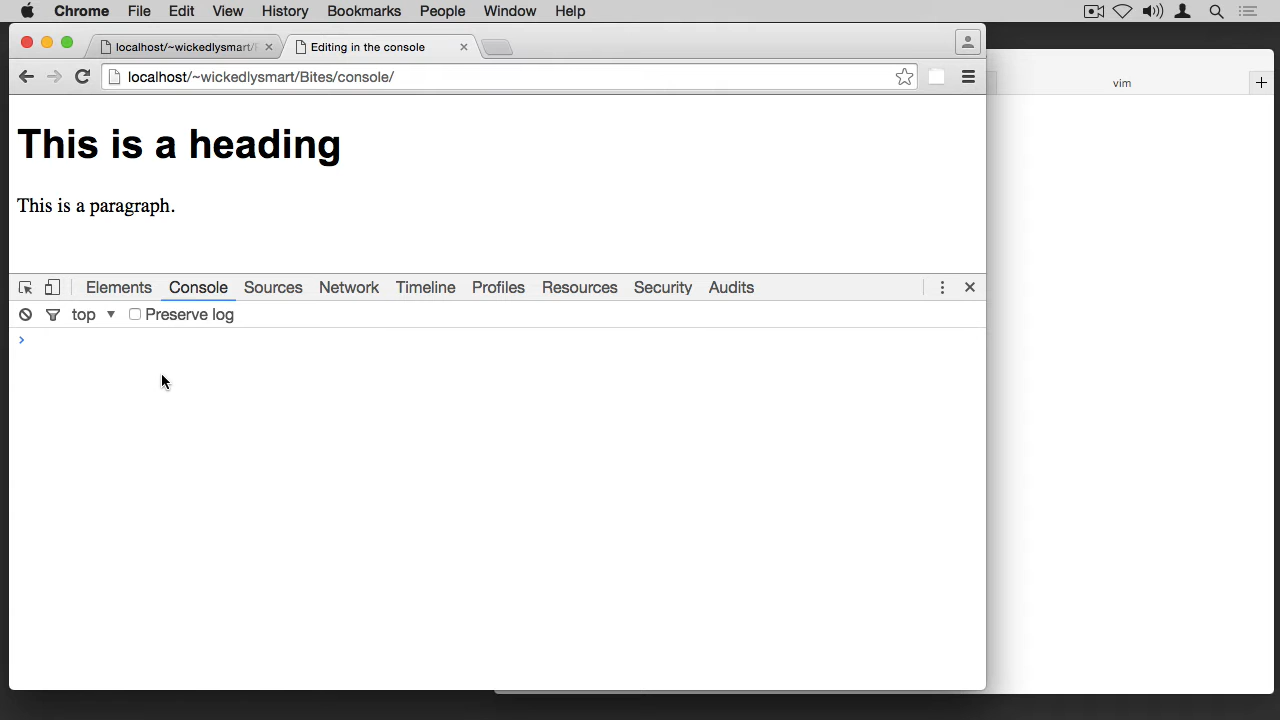 Chrome File Edit View History Bookmarks People Window Help
localhost/~wickedlysmart/ Editing in the console
localhost/~wickedlysmart/Bites/console/
vim
This is a heading
This is a paragraph.
Elements Console Sources Network Timeline Profiles Resources Security Audits
top Preserve log